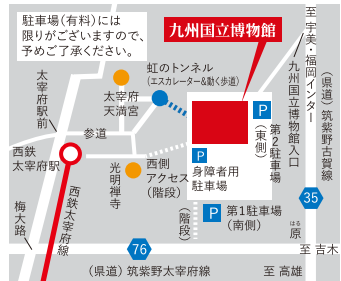 駐車場(有料)には
限りがございますので、
予めご了承ください。
九州国立博物館
至 宇美・福岡インター
虹のトンネル
(エスカレーター&動く歩道)
太宰府
天満宮
太宰府
駅前
参道
西鉄
太宰府駅
光明禅寺
西側
アクセス
(階段)
P
身障者用
駐車場
P
第2駐車場
(東側)
九州国立博物館入口
(県道)筑紫野古賀線
35
西鉄太宰府線
梅大路
(階段)
P
第1駐車場
(南側)
はる
原
至 吉木
76
(県道)筑紫野太宰府線
至 高雄